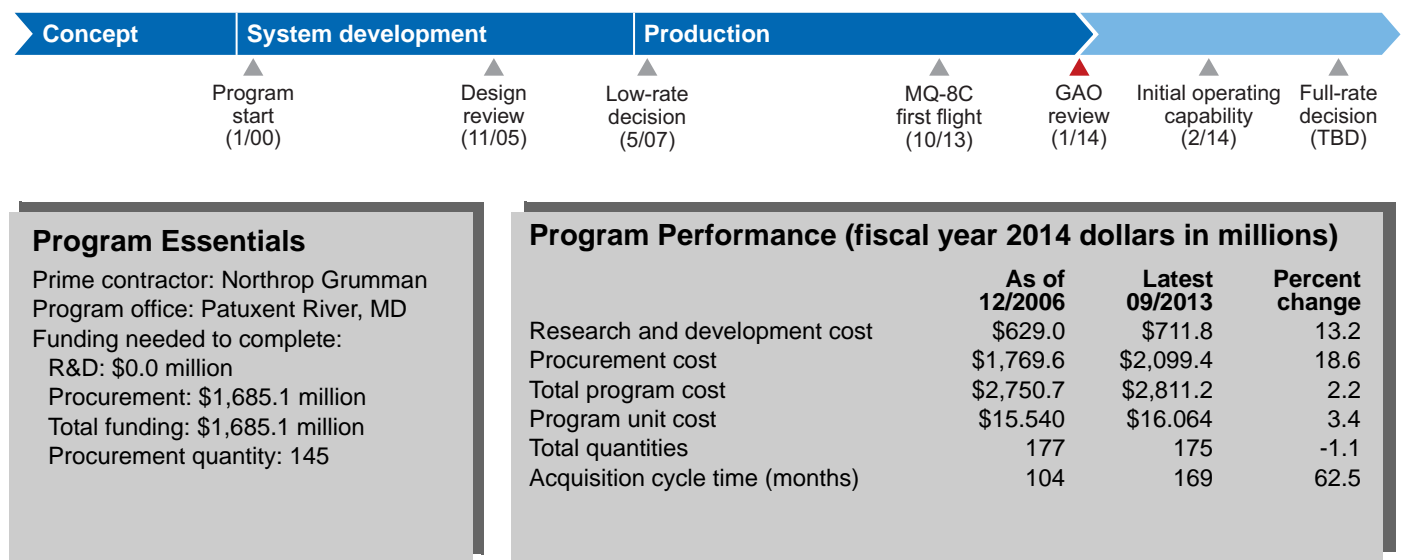 Concept
System development
Production
Program
start
(1/00)
Design
review
(11/05)
Low-rate
decision
(5/07)
MQ-8C
first flight
(10/13)
GAO
review
(1/14)
Initial operating
capability
(2/14)
Full-rate
decision
(TBD)
Program Essentials
Prime contractor: Northrop Grumman
Program office: Patuxent River, MD
Funding needed to complete:
R&D: $0.0 million
Procurement: $1,685.1 million
Total funding: $1,685.1 million
Procurement quantity: 145
Program Performance (fiscal year 2014 dollars in millions)
As of 12/2006 Latest 09/2013 Percent change
Research and development cost $629.0 $711.8 13.2
Procurement cost $1,769.6 $2,099.4 18.6
Total program cost $2,750.7 $2,811.2 2.2
Program unit cost $15.540 $16.064 3.4
Total quantities 177 175 -1.1
Acquisition cycle time (months) 104 169 62.5